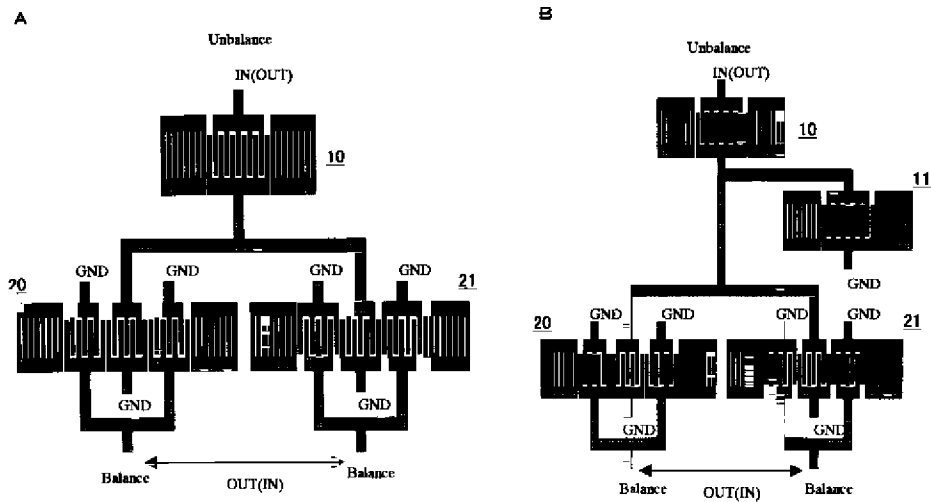 A
Unbalance
IN(OUT)
10
GND
GND
GND
GND
20
21
GND
GND
Balance
Balance
OUT(IN)
B
Unbalance
IN(OUT)
10
11
GND
20
GND
GND
GND
GND
21
GND
GND
Balance
OUT(IN)
Balance